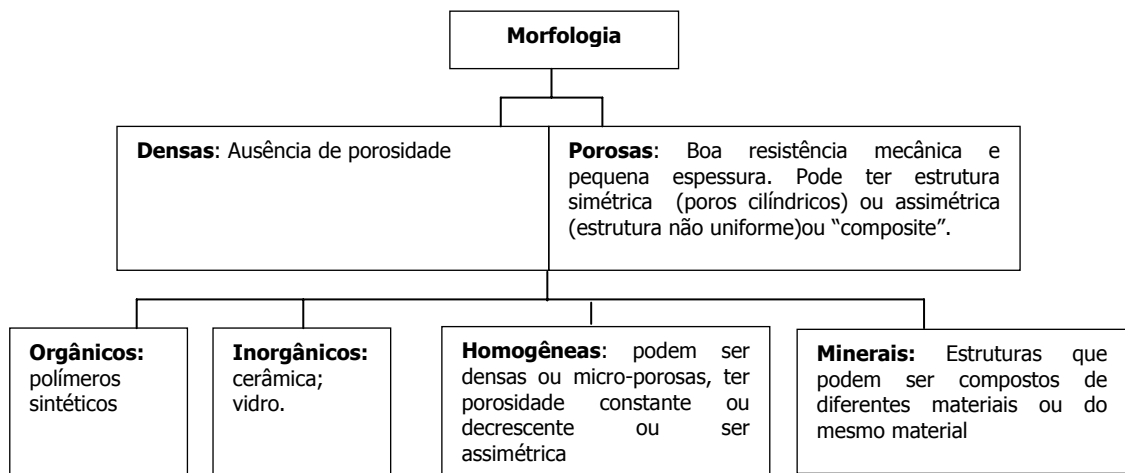 Morfologia
Densas: Ausência de porosidade
Porosas: Boa resistência mecânica e
pequena espessura. Pode ter estrutura
simétrica (poros cilíndricos) ou assimétrica
(estrutura não uniforme)ou “composite”.
Orgânicos:
polímeros
sintéticos
Inorgânicos:
cerâmica;
vidro.
Homogêneas: podem ser
densas ou micro-porosas, ter
porosidade constante ou
decrescente ou ser
assimétrica
Minerais: Estruturas que
podem ser compostos de
diferentes materiais ou do
mesmo material